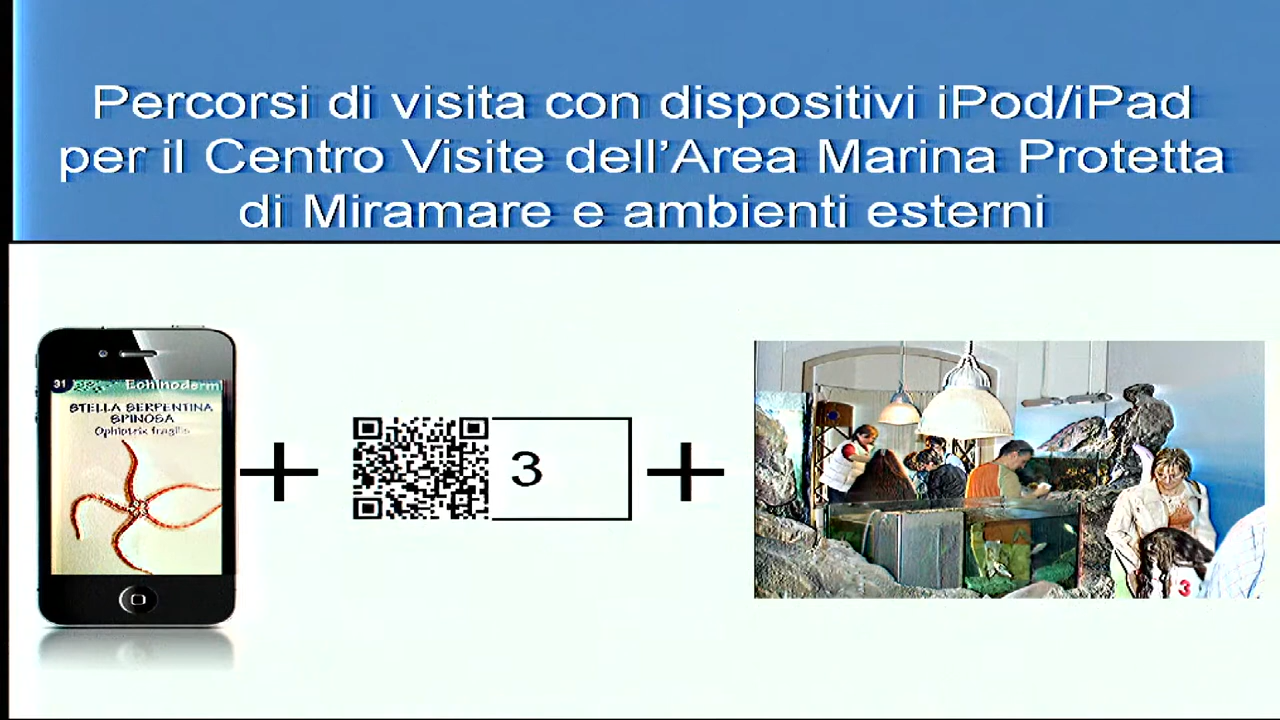 Percorsi di visita con dispositivi iPod/iPad
per il Centro Visite dell'Area Marina Protetta
di Miramare e ambienti esterni
31 Echinodermi
STELLA SERPENTINA
SPINOSA
Ophiotrix fragilis
3
3